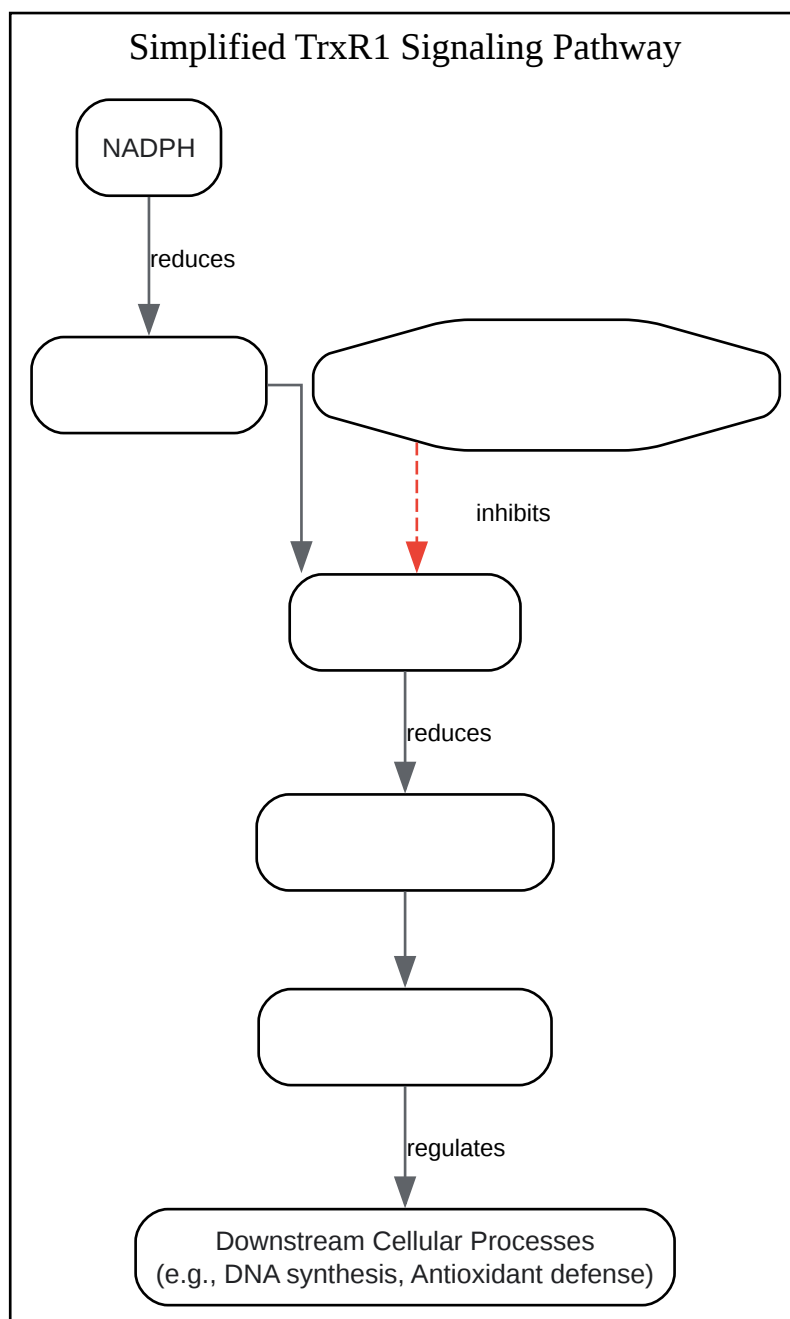 Simplified TrxR1 Signaling Pathway
NADPH
reduces
inhibits
reduces
regulates
Downstream Cellular Processes
(e.g., DNA synthesis, Antioxidant defense)